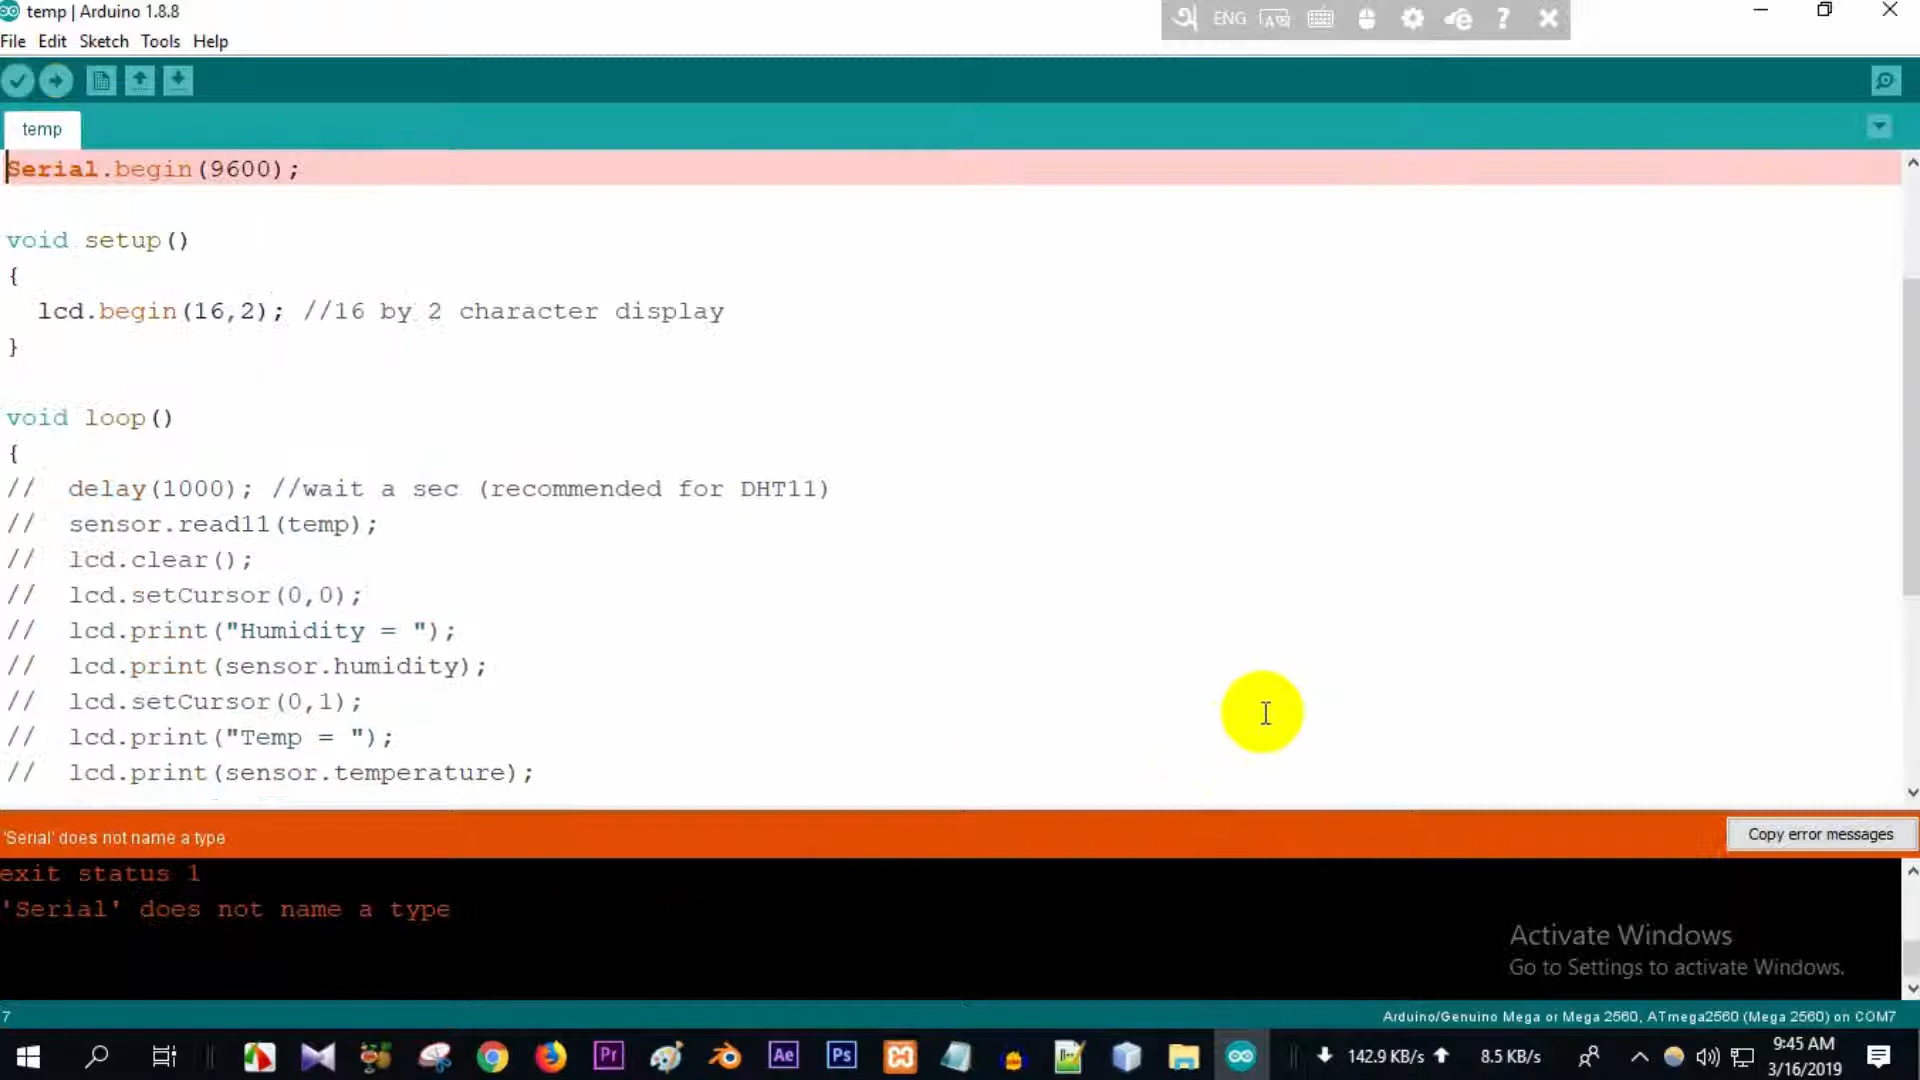 temp | Arduino 1.8.8
ENG
File Edit Sketch Tools Help
temp
Serial.begin(9600);
void setup()
{
lcd.begin(16,2); //16 by 2 character display
}
void loop()
{
// delay(1000); //wait a sec (recommended for DHT11)
// sensor.read11(temp);
// lcd.clear();
// lcd.setCursor(0,0);
// lcd.print("Humidity = ");
// lcd.print(sensor.humidity);
// lcd.setCursor(0,1);
// lcd.print("Temp = ");
// lcd.print(sensor.temperature);
'Serial' does not name a type
Copy error messages
exit status 1
'Serial' does not name a type
Activate Windows
Go to Settings to activate Windows.
7
Arduino/Genuino Mega or Mega 2560, ATmega2560 (Mega 2560) on COM7
Pr
Ae
Ps
142.9 KB/s
8.5 KB/s
9:45 AM
3/16/2019